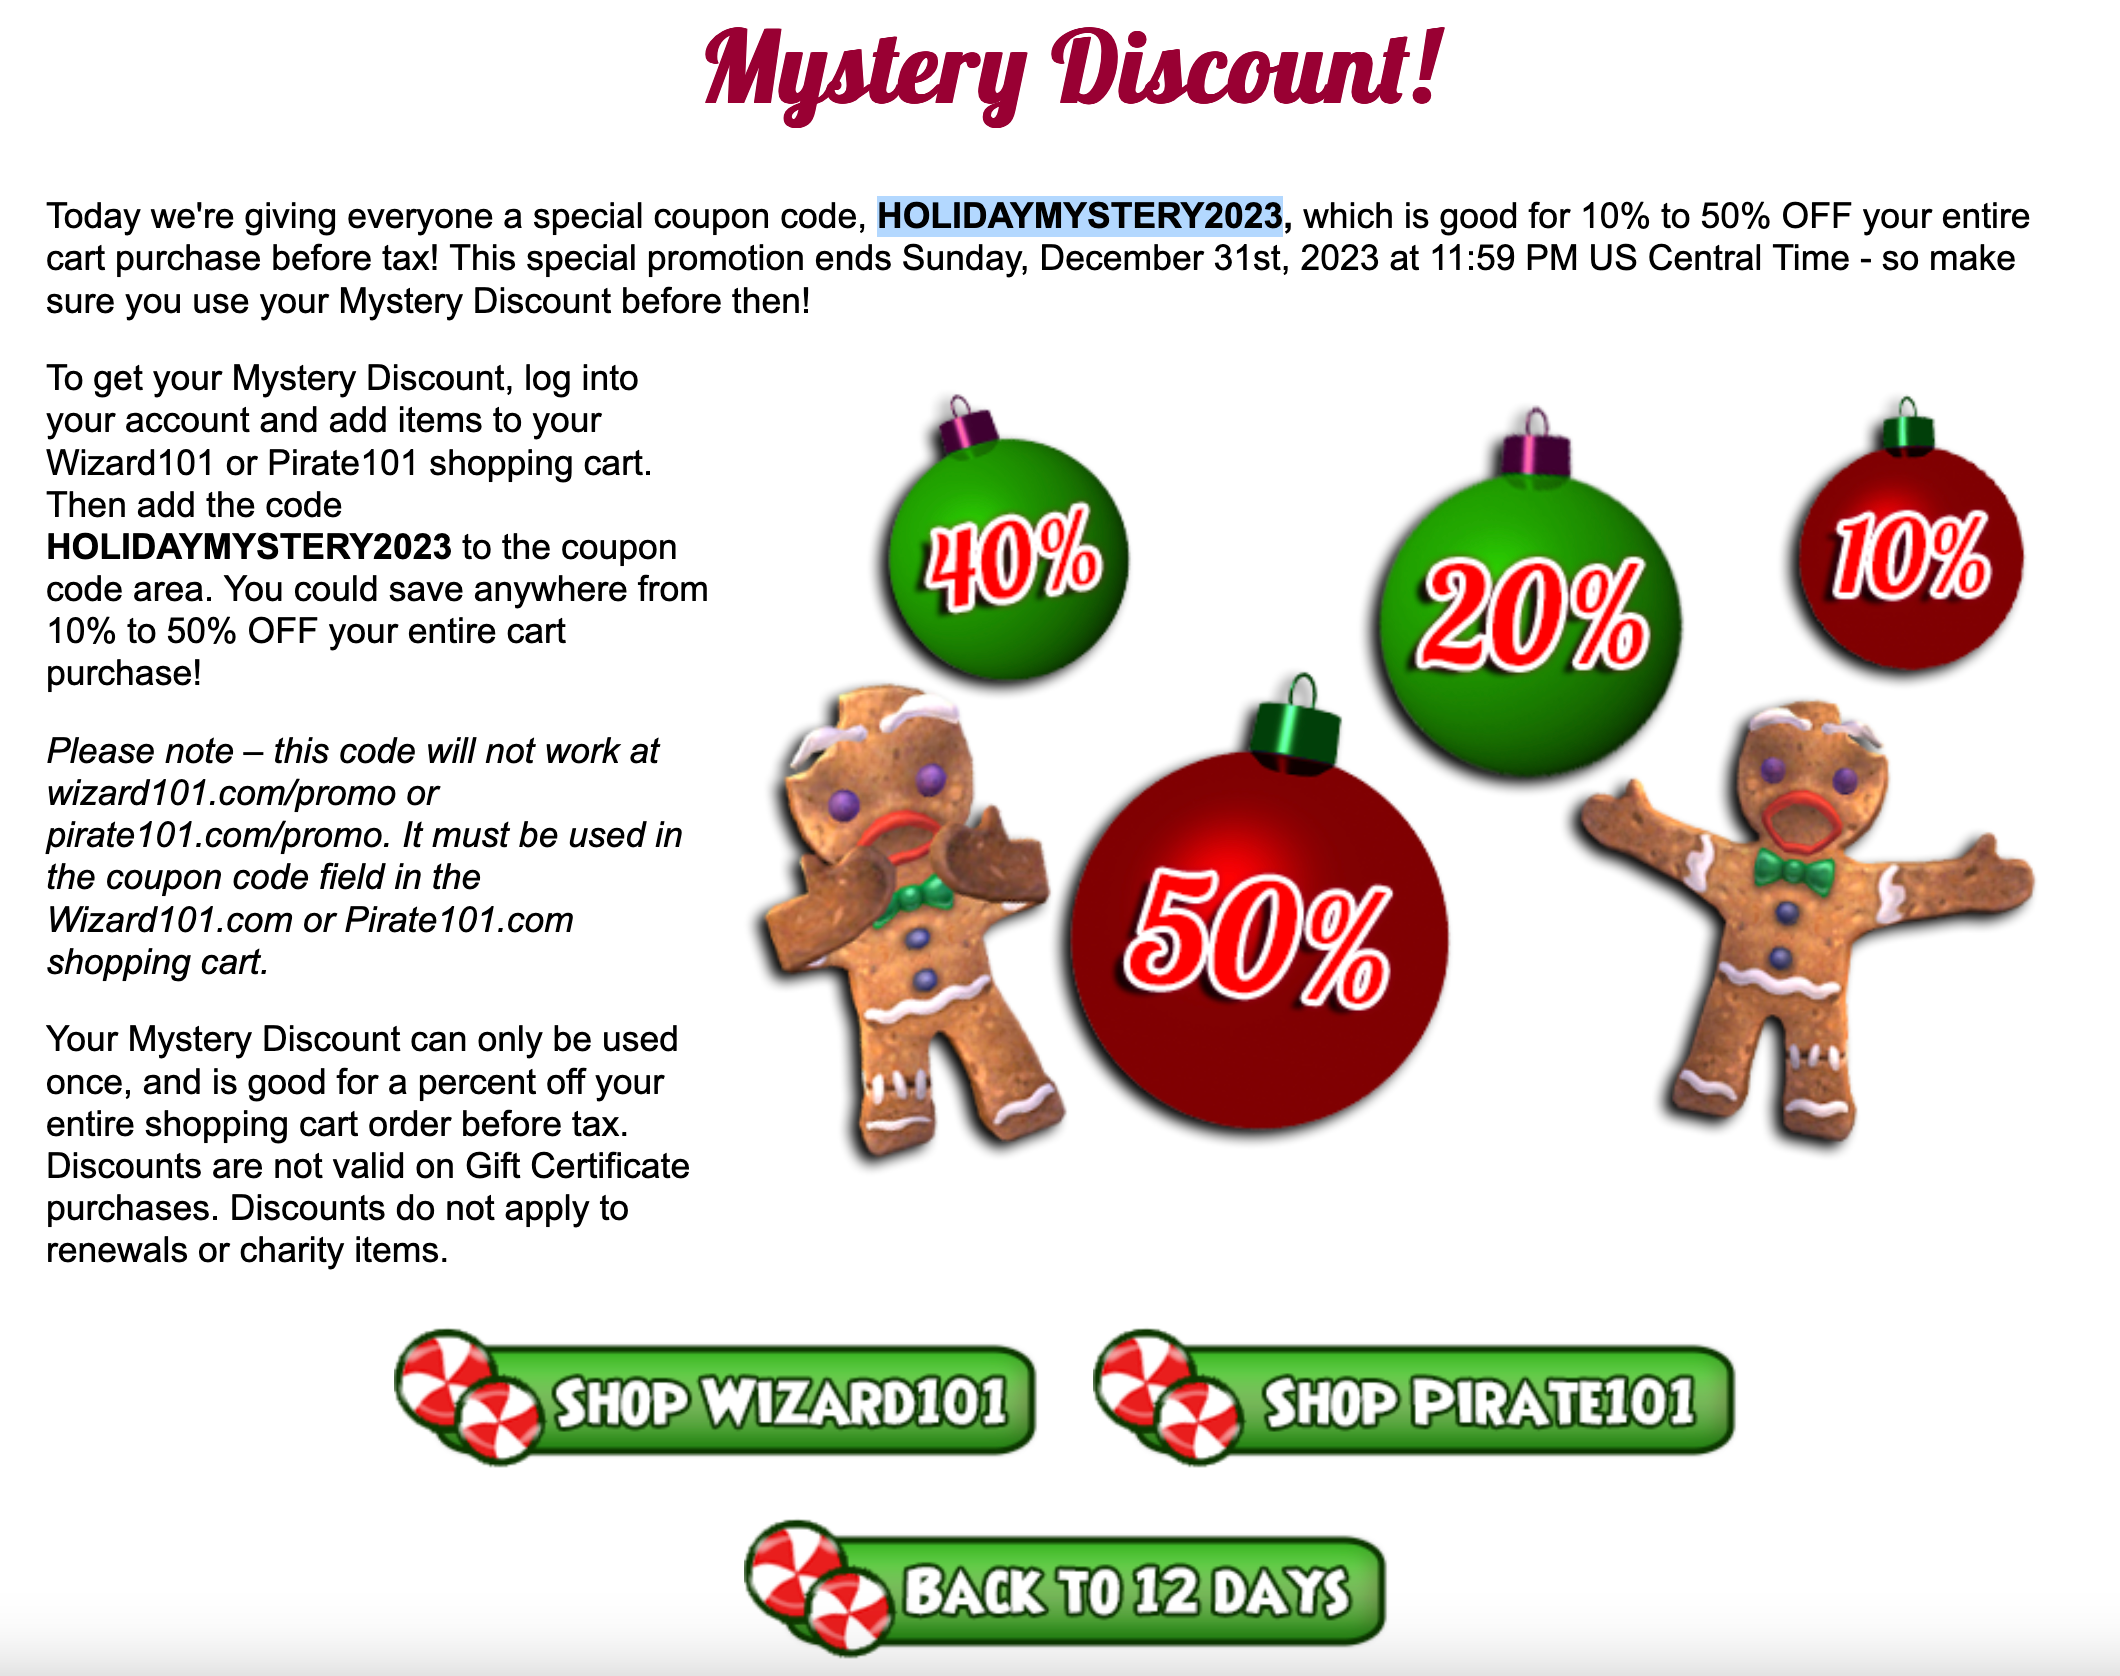 Mystery Discount!
Today we're giving everyone a special coupon code, HOLIDAYMYSTERY2023, which is good for 10% to 50% OFF your entire
cart purchase before tax! This special promotion ends Sunday, December 31st, 2023 at 11:59 PM US Central Time - so make
sure you use your Mystery Discount before then!
To get your Mystery Discount, log into
your account and add items to your
Wizard101 or Pirate101 shopping cart.
Then add the code
HOLIDAYMYSTERY2023 to the coupon
code area. You could save anywhere from
10% to 50% OFF your entire cart
purchase!
Please note – this code will not work at
wizard101.com/promo or
pirate101.com/promo. It must be used in
the coupon code field in the
Wizard101.com or Pirate101.com
shopping cart.
Your Mystery Discount can only be used
once, and is good for a percent off your
entire shopping cart order before tax.
Discounts are not valid on Gift Certificate
purchases. Discounts do not apply to
renewals or charity items.
40%
20%
10%
50%
SHOP WIZARD101
SHOP PIRATE101
BACK TO 12 DAYS